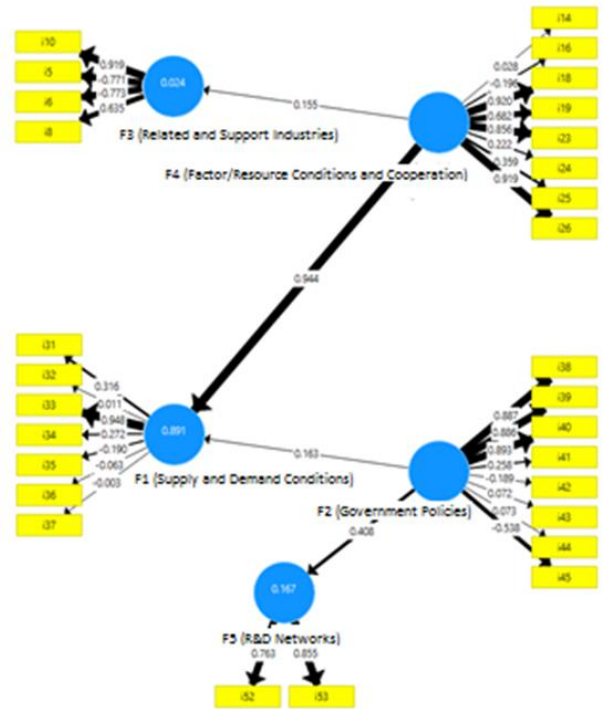 i10
i5
i6
i8
0.919
-0.771
-0.773
0.635
0.024
F3 (Related and Support Industries)
0.155
i14
i16
i18
i19
i23
i24
i25
i26
0.028
-0.196
0.920
0.682
0.856
0.222
0.359
0.919
F4 (Factor/Resource Conditions and Cooperation)
0.944
i31
i32
i33
i34
i35
i36
i37
0.316
0.011
0.948
0.272
-0.190
-0.063
-0.003
0.891
F1 (Supply and Demand Conditions)
0.163
i38
i39
i40
i41
i42
i43
i44
i45
0.887
0.886
0.893
0.258
-0.189
0.072
0.073
-0.538
F2 (Government Policies)
0.408
0.167
F5 (R&D Networks)
0.763
0.855
i52
i53